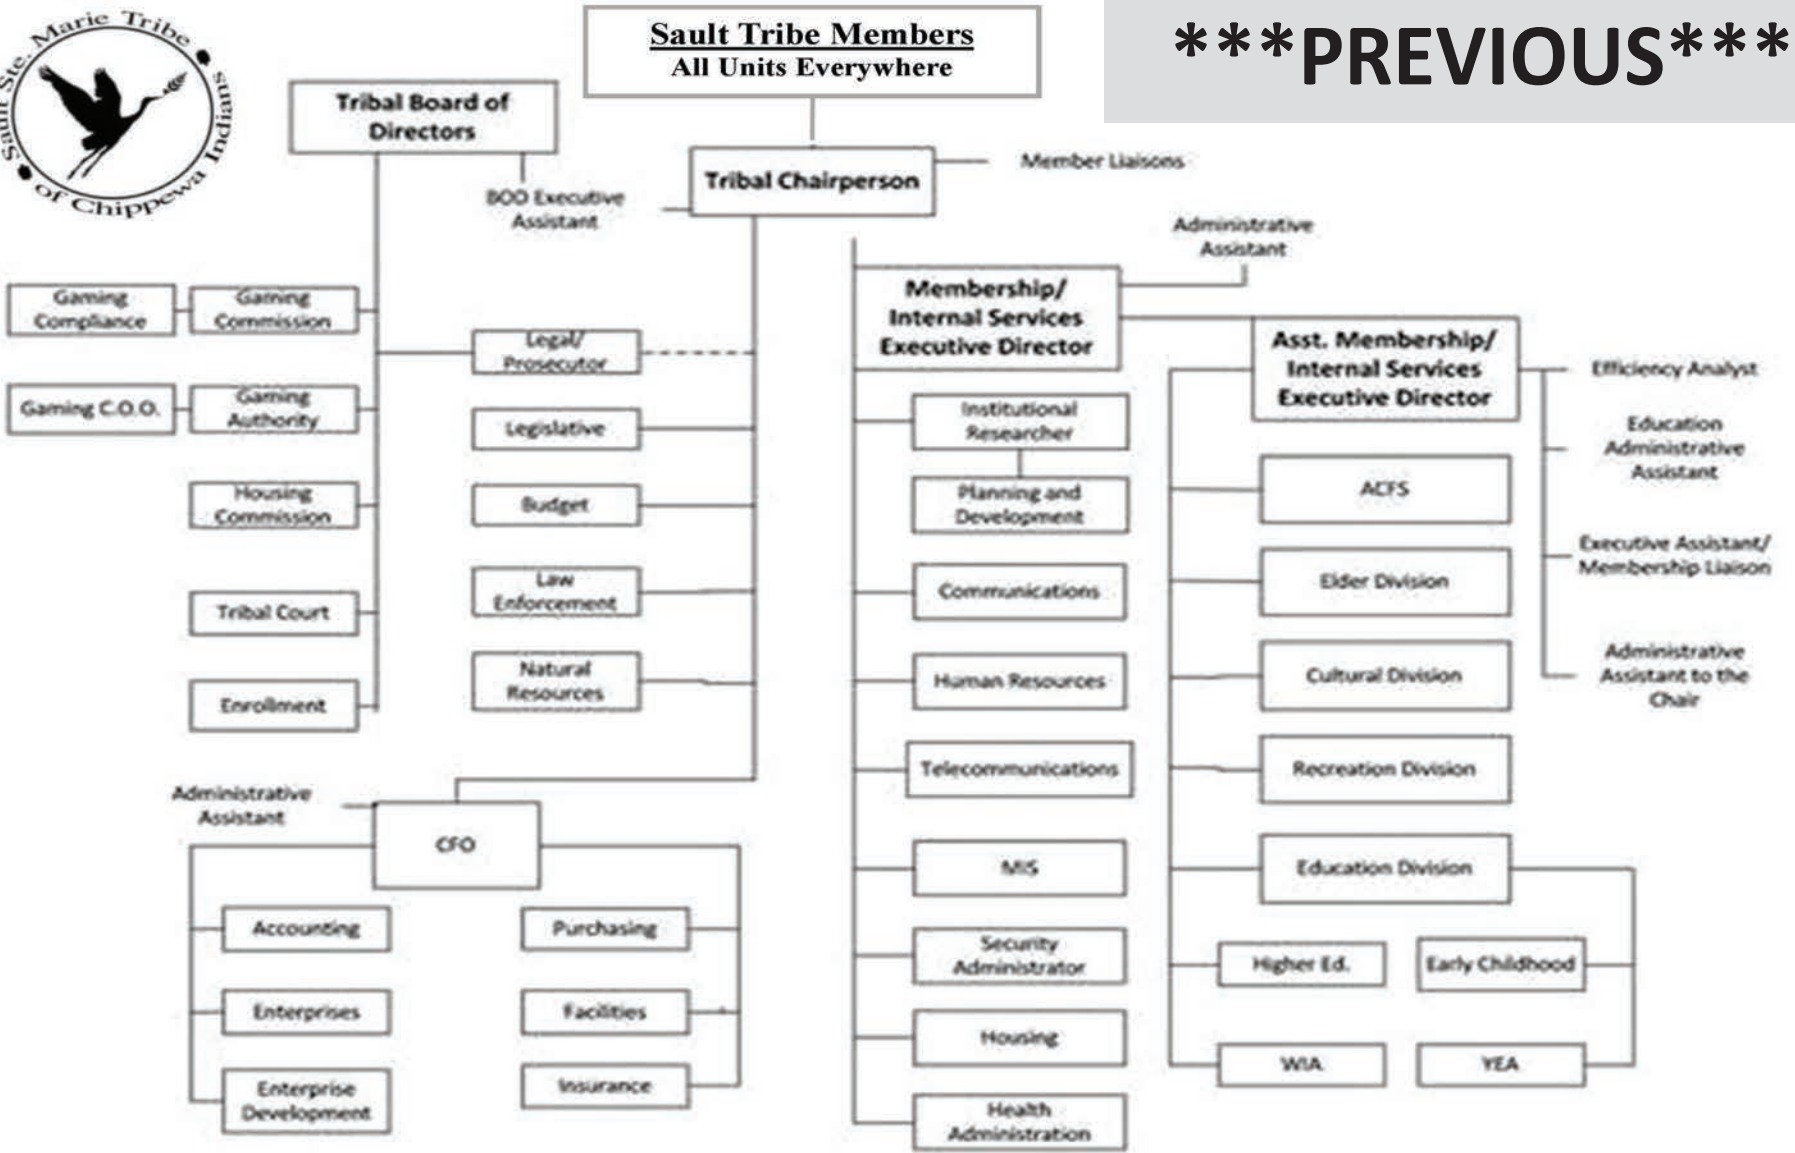 Sault Ste. Marie Tribe
of Chippewa Indians
Sault Tribe Members
All Units Everywhere
***PREVIOUS***
Tribal Board of
Directors
BOD Executive
Assistant
Tribal Chairperson
Member Liaisons
Administrative
Assistant
Gaming
Compliance
Gaming
Commission
Gaming C.O.O.
Gaming
Authority
Housing
Commission
Tribal Court
Enrollment
Legal/
Prosecutor
Legislative
Budget
Law
Enforcement
Natural
Resources
Administrative
Assistant
CFO
Accounting
Enterprises
Enterprise
Development
Purchasing
Facilities
Insurance
Membership/
Internal Services
Executive Director
Institutional
Researcher
Planning and
Development
Communications
Human Resources
Telecommunications
MIS
Security
Administrator
Housing
Health
Administration
Asst. Membership/
Internal Services
Executive Director
Efficiency Analyst
Education
Administrative
Assistant
Executive Assistant/
Membership Liaison
Administrative
Assistant to the
Chair
ACFS
Elder Division
Cultural Division
Recreation Division
Education Division
Higher Ed.
Early Childhood
WIA
YEA